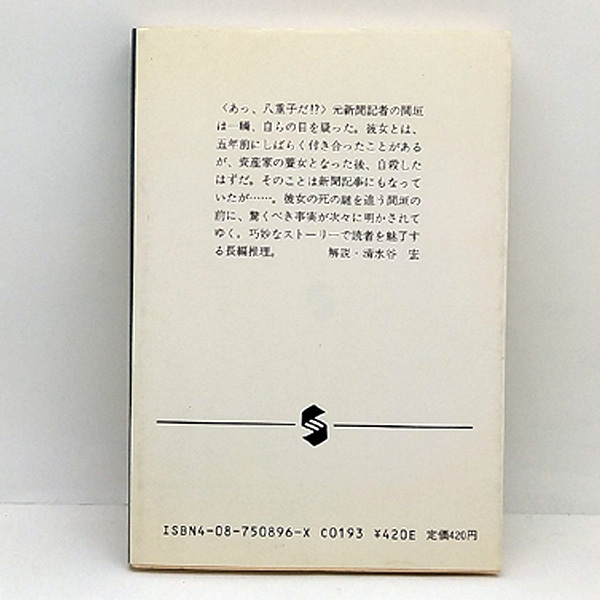 〈あっ、八重子だ!?〉元新聞記者の間垣
は一瞬、自らの目を疑った。彼女とは、
五年前にしばらく付き合ったことがある
が、資産家の養女となった後、自殺した
はずだ。そのことは新聞記事にもなって
いたが……。彼女の死の謎を追う間垣の
前に、驚くべき事実が次々に明かされて
ゆく。巧妙なストーリーで読者を魅了す
る長編推理。 解説・清水谷 宏
ISBN4-08-750896-X C0193 ¥420E 定価420円